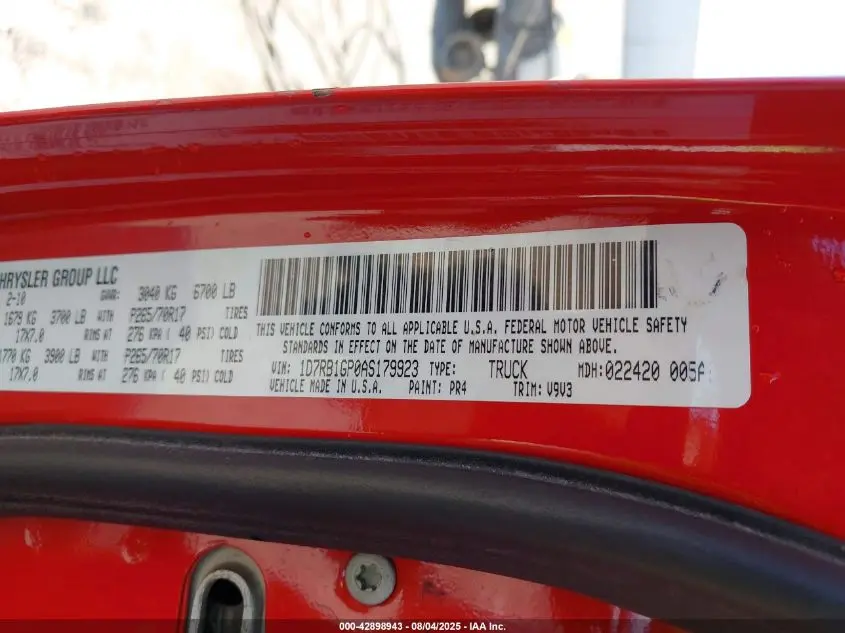 HRYSLER GROUP LLC
2-10 GVWR: 3040 KG 6700 LB
1679 KG 3700 LB WITH P265/70R17 TIRES
17X7.0 RIMS AT 276 KPA ( 40 PSI) COLD
1770 KG 3900 LB WITH P265/70R17 TIRES
17X7.0 RIMS AT 276 KPA ( 40 PSI) COLD
THIS VEHICLE CONFORMS TO ALL APPLICABLE U.S.A. FEDERAL MOTOR VEHICLE SAFETY
STANDARDS IN EFFECT ON THE DATE OF MANUFACTURE SHOWN ABOVE.
VIN: 1D7RB1GP0AS179923 TYPE: TRUCK MDH: 022420 005A
VEHICLE MADE IN U.S.A. PAINT: PR4 TRIM: V9V3
000-42898943 - 08/04/2025 - IAA Inc.